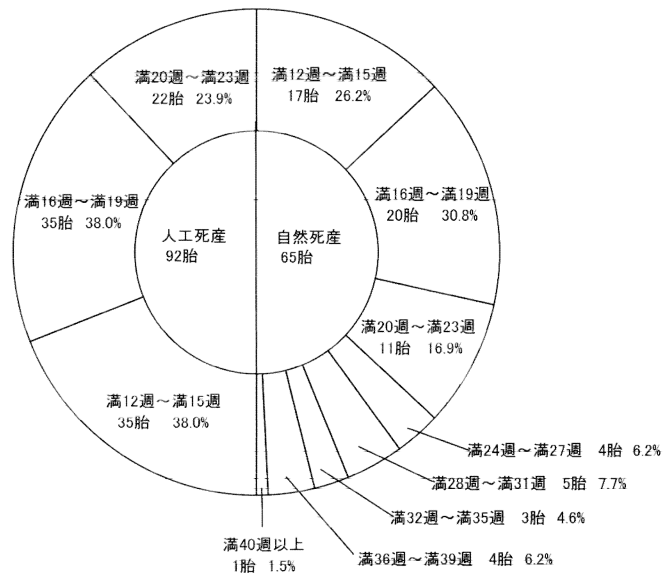 満20週～満23週
22胎 23.9%
満12週～満15週
17胎 26.2%
満16週～満19週
35胎 38.0%
満16週～満19週
20胎 30.8%
人工死産
92胎
自然死産
65胎
満20週～満23週
11胎 16.9%
満12週～満15週
35胎 38.0%
満24週～満27週 4胎 6.2%
満28週～満31週 5胎 7.7%
満32週～満35週 3胎 4.6%
満36週～満39週 4胎 6.2%
満40週以上
1胎 1.5%